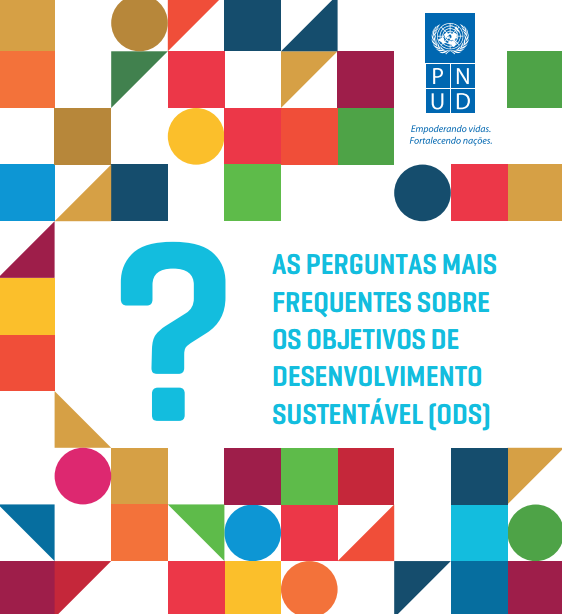 P N
U D
Empoderando vidas.
Fortalecendo nações.
?
AS PERGUNTAS MAIS
FREQUENTES SOBRE
OS OBJETIVOS DE
DESENVOLVIMENTO
SUSTENTÁVEL (ODS)